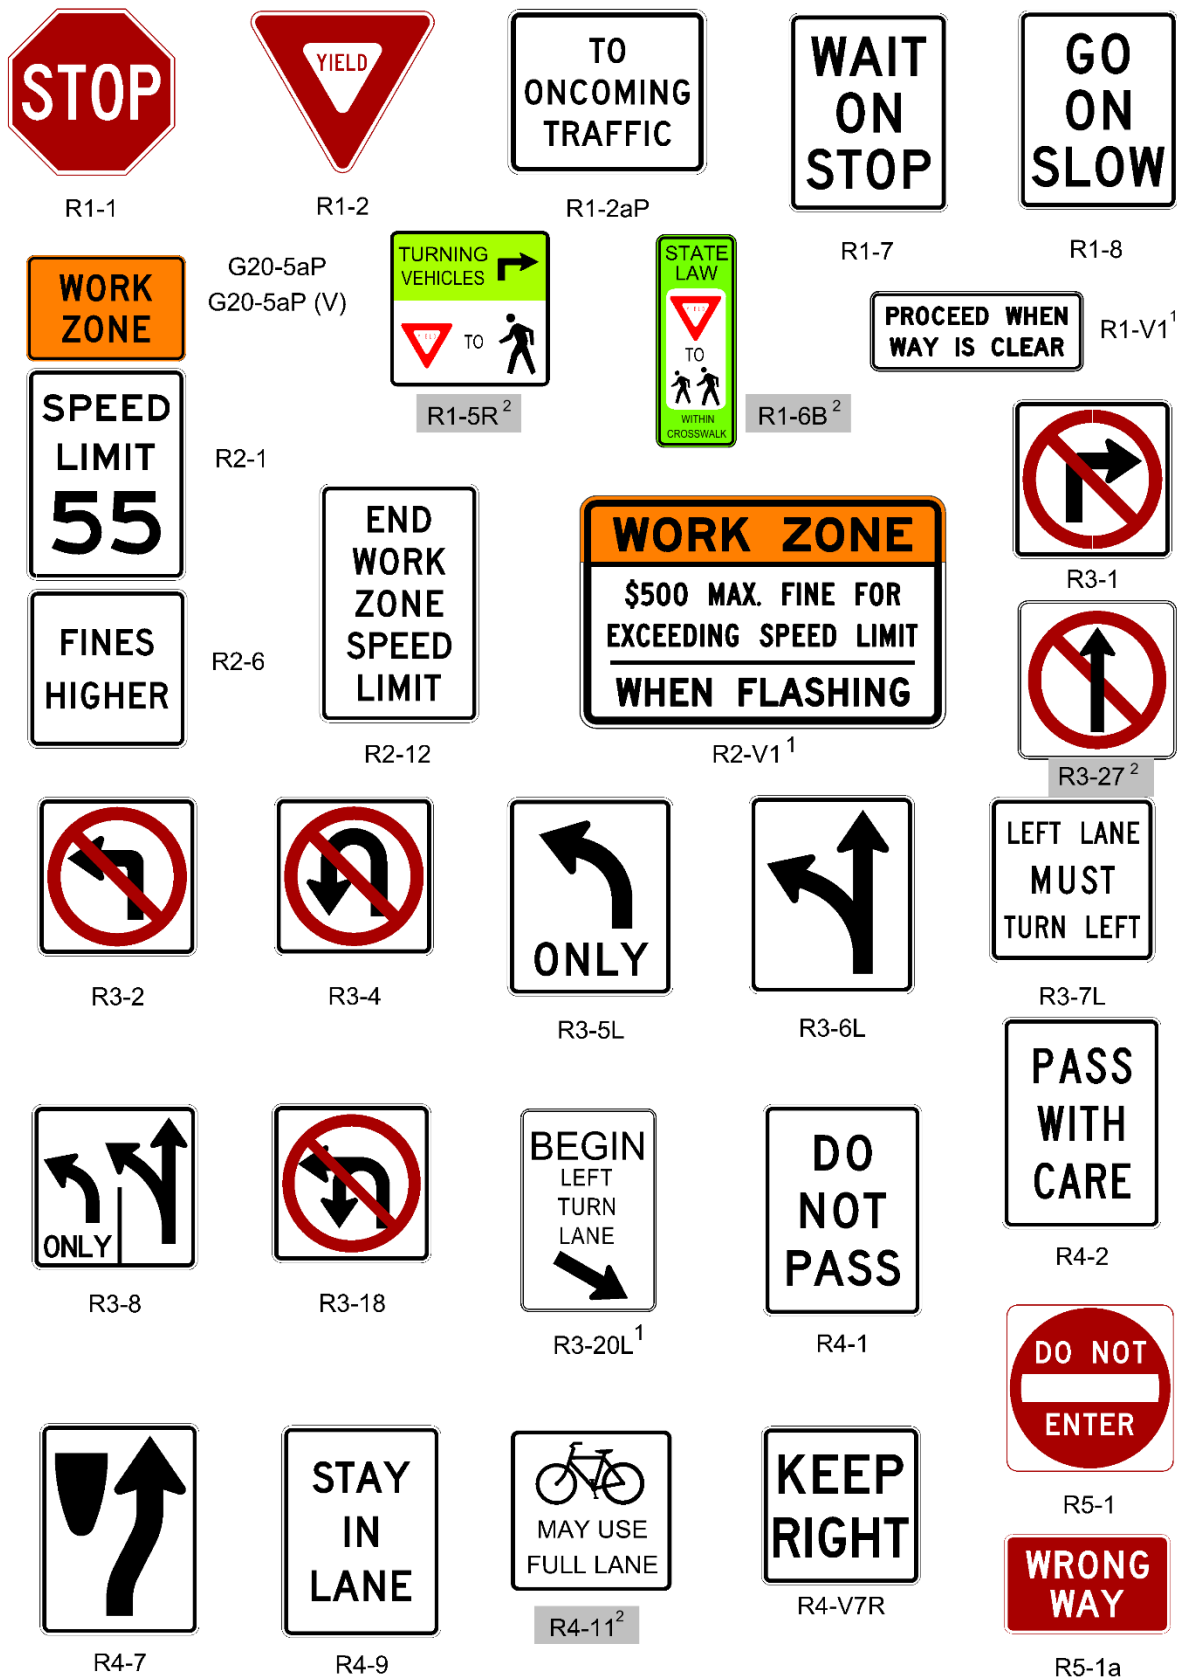 STOP
R1-1
YIELD
R1-2
TO
ONCOMING
TRAFFIC
R1-2aP
WAIT
ON
STOP
R1-7
GO
ON
SLOW
R1-8
WORK
ZONE
G20-5aP
G20-5aP (V)
TURNING
VEHICLES
YIELD
TO
R1-5R²
STATE
LAW
YIELD
TO
WITHIN
CROSSWALK
R1-6B²
PROCEED WHEN
WAY IS CLEAR
R1-V1¹
SPEED
LIMIT
55
R2-1
FINES
HIGHER
R2-6
END
WORK
ZONE
SPEED
LIMIT
R2-12
WORK ZONE
$500 MAX. FINE FOR
EXCEEDING SPEED LIMIT
WHEN FLASHING
R2-V1¹
R3-1
R3-27²
R3-2
R3-4
ONLY
R3-5L
R3-6L
LEFT LANE
MUST
TURN LEFT
R3-7L
ONLY
R3-8
R3-18
BEGIN
LEFT
TURN
LANE
R3-20L¹
DO
NOT
PASS
R4-1
PASS
WITH
CARE
R4-2
DO NOT
ENTER
R5-1
R4-7
STAY
IN
LANE
R4-9
MAY USE
FULL LANE
R4-11²
KEEP
RIGHT
R4-V7R
WRONG
WAY
R5-1a